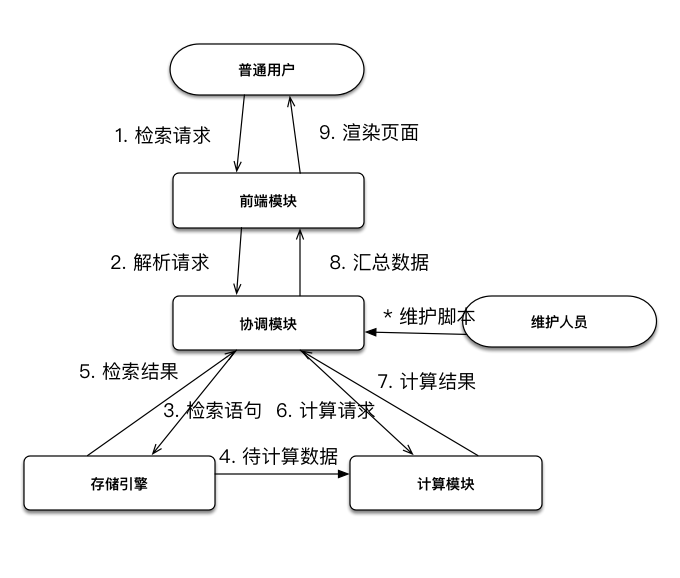 普通用户
1. 检索请求
9. 渲染页面
前端模块
2. 解析请求
8. 汇总数据
协调模块
* 维护脚本
维护人员
5. 检索结果
7. 计算结果
3. 检索语句
6. 计算请求
4. 待计算数据
存储引擎
计算模块